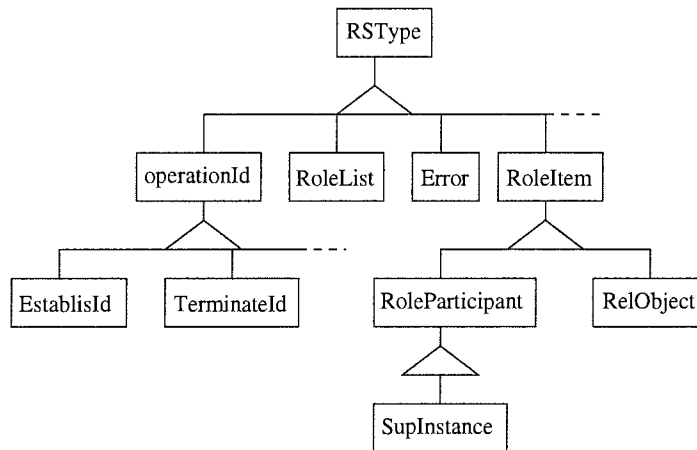 RSType
operationId
RoleList
Error
RoleItem
EstablisId
TerminateId
RoleParticipant
RelObject
SupInstance